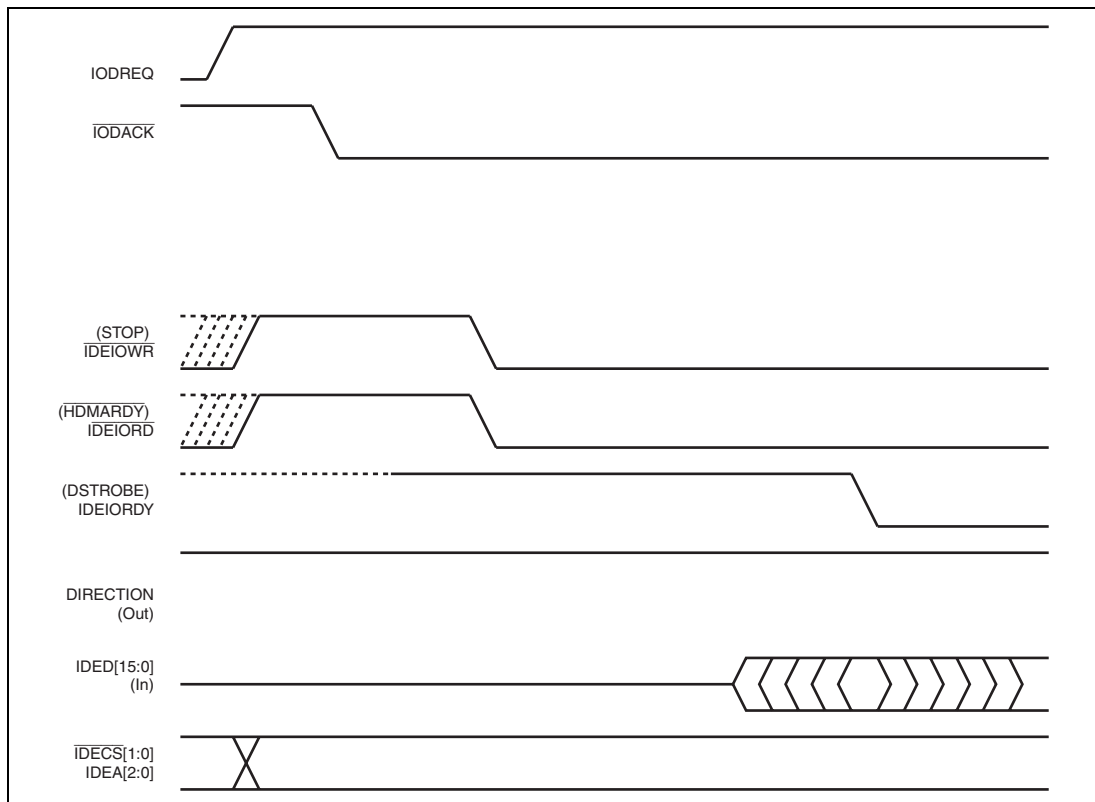 IODREQ
IODACK
(STOP)
IDEIOWR
(HDMARDY)
IDEIORD
(DSTROBE)
IDEIORDY
DIRECTION
(Out)
IDED[15:0]
(In)
IDECS[1:0]
IDEA[2:0]